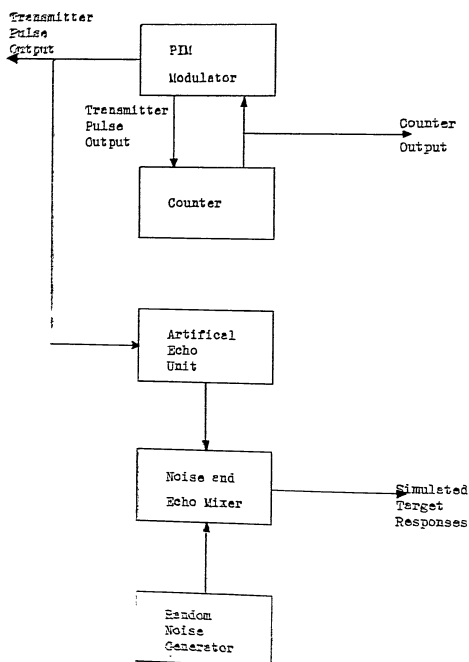 Transmitter
Pulse
Output
PIM
Modulator
Transmitter
Pulse
Output
Counter
Output
Counter
Artifical
Echo
Unit
Noise and
Echo Mixer
Simulated
Target
Responses
Random
Noise
Generator